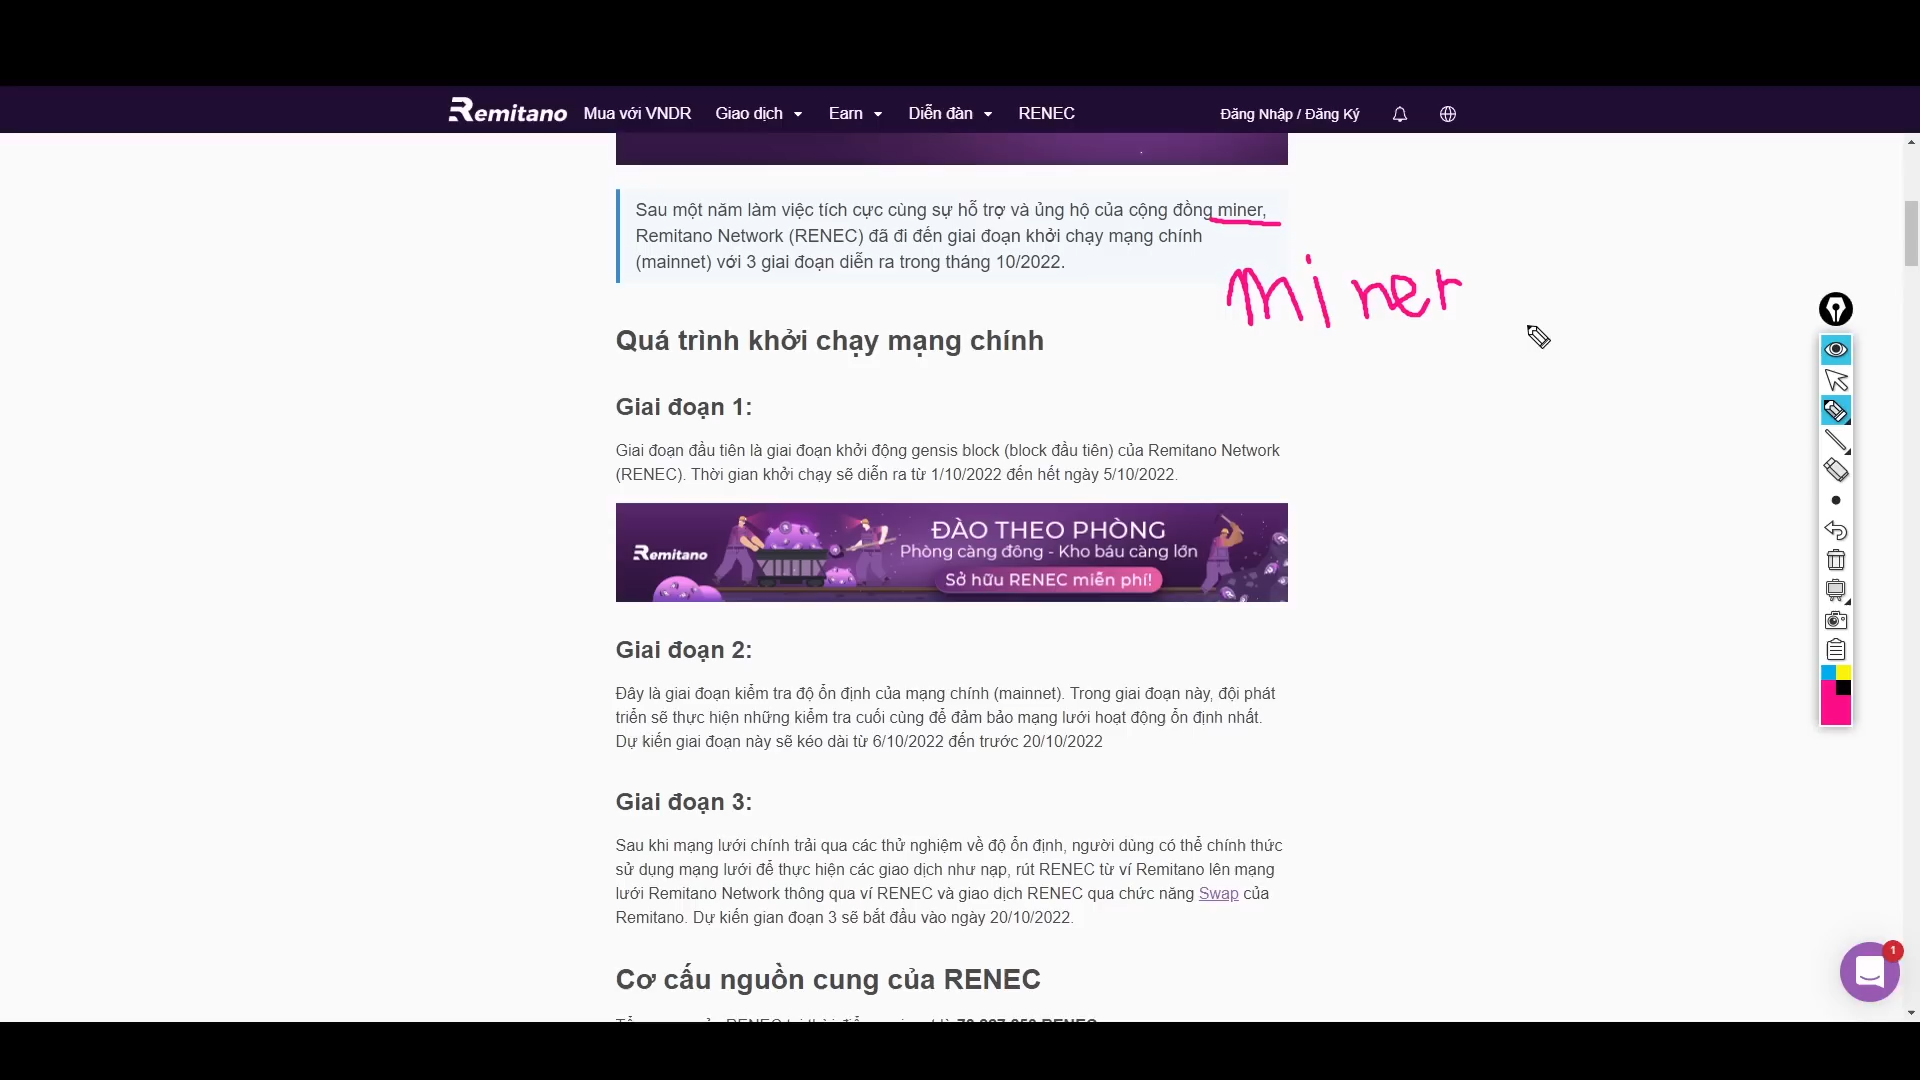 Remitano Mua với VNDR Giao dịch Earn Diễn đàn RENEC Đăng Nhập / Đăng Ký
Sau một năm làm việc tích cực cùng sự hỗ trợ và ủng hộ của cộng đồng miner,
Remitano Network (RENEC) đã đi đến giai đoạn khởi chạy mạng chính
(mainnet) với 3 giai đoạn diễn ra trong tháng 10/2022.
miner
Quá trình khởi chạy mạng chính
Giai đoạn 1:
Giai đoạn đầu tiên là giai đoạn khởi động gensis block (block đầu tiên) của Remitano Network
(RENEC). Thời gian khởi chạy sẽ diễn ra từ 1/10/2022 đến hết ngày 5/10/2022.
Remitano
ĐÀO THEO PHÒNG
Phòng càng đông - Kho báu càng lớn
Sở hữu RENEC miễn phí!
Giai đoạn 2:
Đây là giai đoạn kiểm tra độ ổn định của mạng chính (mainnet). Trong giai đoạn này, đội phát
triển sẽ thực hiện những kiểm tra cuối cùng để đảm bảo mạng lưới hoạt động ổn định nhất.
Dự kiến giai đoạn này sẽ kéo dài từ 6/10/2022 đến trước 20/10/2022
Giai đoạn 3:
Sau khi mạng lưới chính trải qua các thử nghiệm về độ ổn định, người dùng có thể chính thức
sử dụng mạng lưới để thực hiện các giao dịch như nạp, rút RENEC từ ví Remitano lên mạng
lưới Remitano Network thông qua ví RENEC và giao dịch RENEC qua chức năng Swap của
Remitano. Dự kiến gian đoạn 3 sẽ bắt đầu vào ngày 20/10/2022.
1
Cơ cấu nguồn cung của RENEC